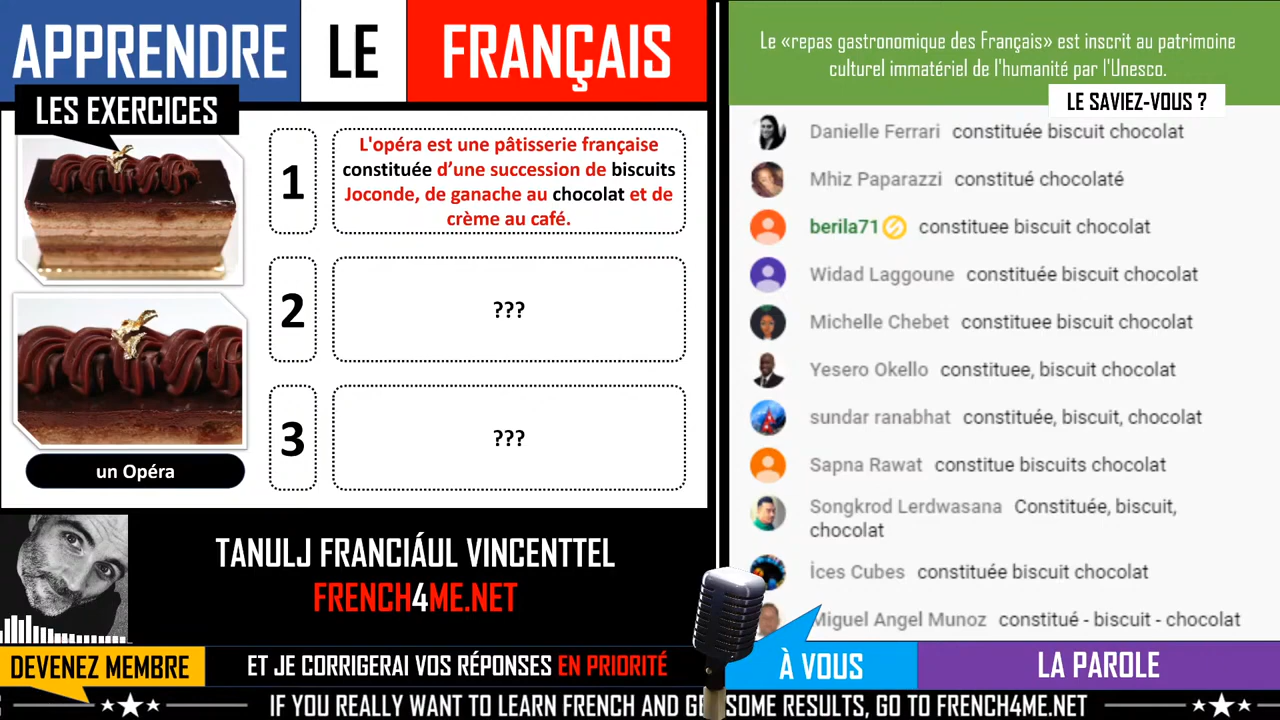 APPRENDRE LE FRANÇAIS
LES EXERCICES
1
L'opéra est une pâtisserie française
constituée d'une succession de biscuits
Joconde, de ganache au chocolat et de
crème au café.
2
???
3
???
un Opéra
TANULJ FRANCIÁUL VINCENTTEL
FRENCH4ME.NET
DEVENEZ MEMBRE
ET JE CORRIGERAI VOS RÉPONSES EN PRIORITÉ
Le «repas gastronomique des Français» est inscrit au patrimoine
culturel immatériel de l'humanité par l'Unesco.
LE SAVIEZ-VOUS ?
Danielle Ferrari constituée biscuit chocolat
Mhiz Paparazzi constitué chocolaté
berila71 constituee biscuit chocolat
Widad Laggoune constituée biscuit chocolat
Michelle Chebet constituee biscuit chocolat
Yesero Okello constituee, biscuit chocolat
sundar ranabhat constituée, biscuit, chocolat
Sapna Rawat constitue biscuits chocolat
Songkrod Lerdwasana Constituée, biscuit,
chocolat
İces Cubes constituée biscuit chocolat
Miguel Angel Munoz constitué - biscuit - chocolat
À VOUS
LA PAROLE
IF YOU REALLY WANT TO LEARN FRENCH AND GE SOME RESULTS, GO TO FRENCH4ME.NET